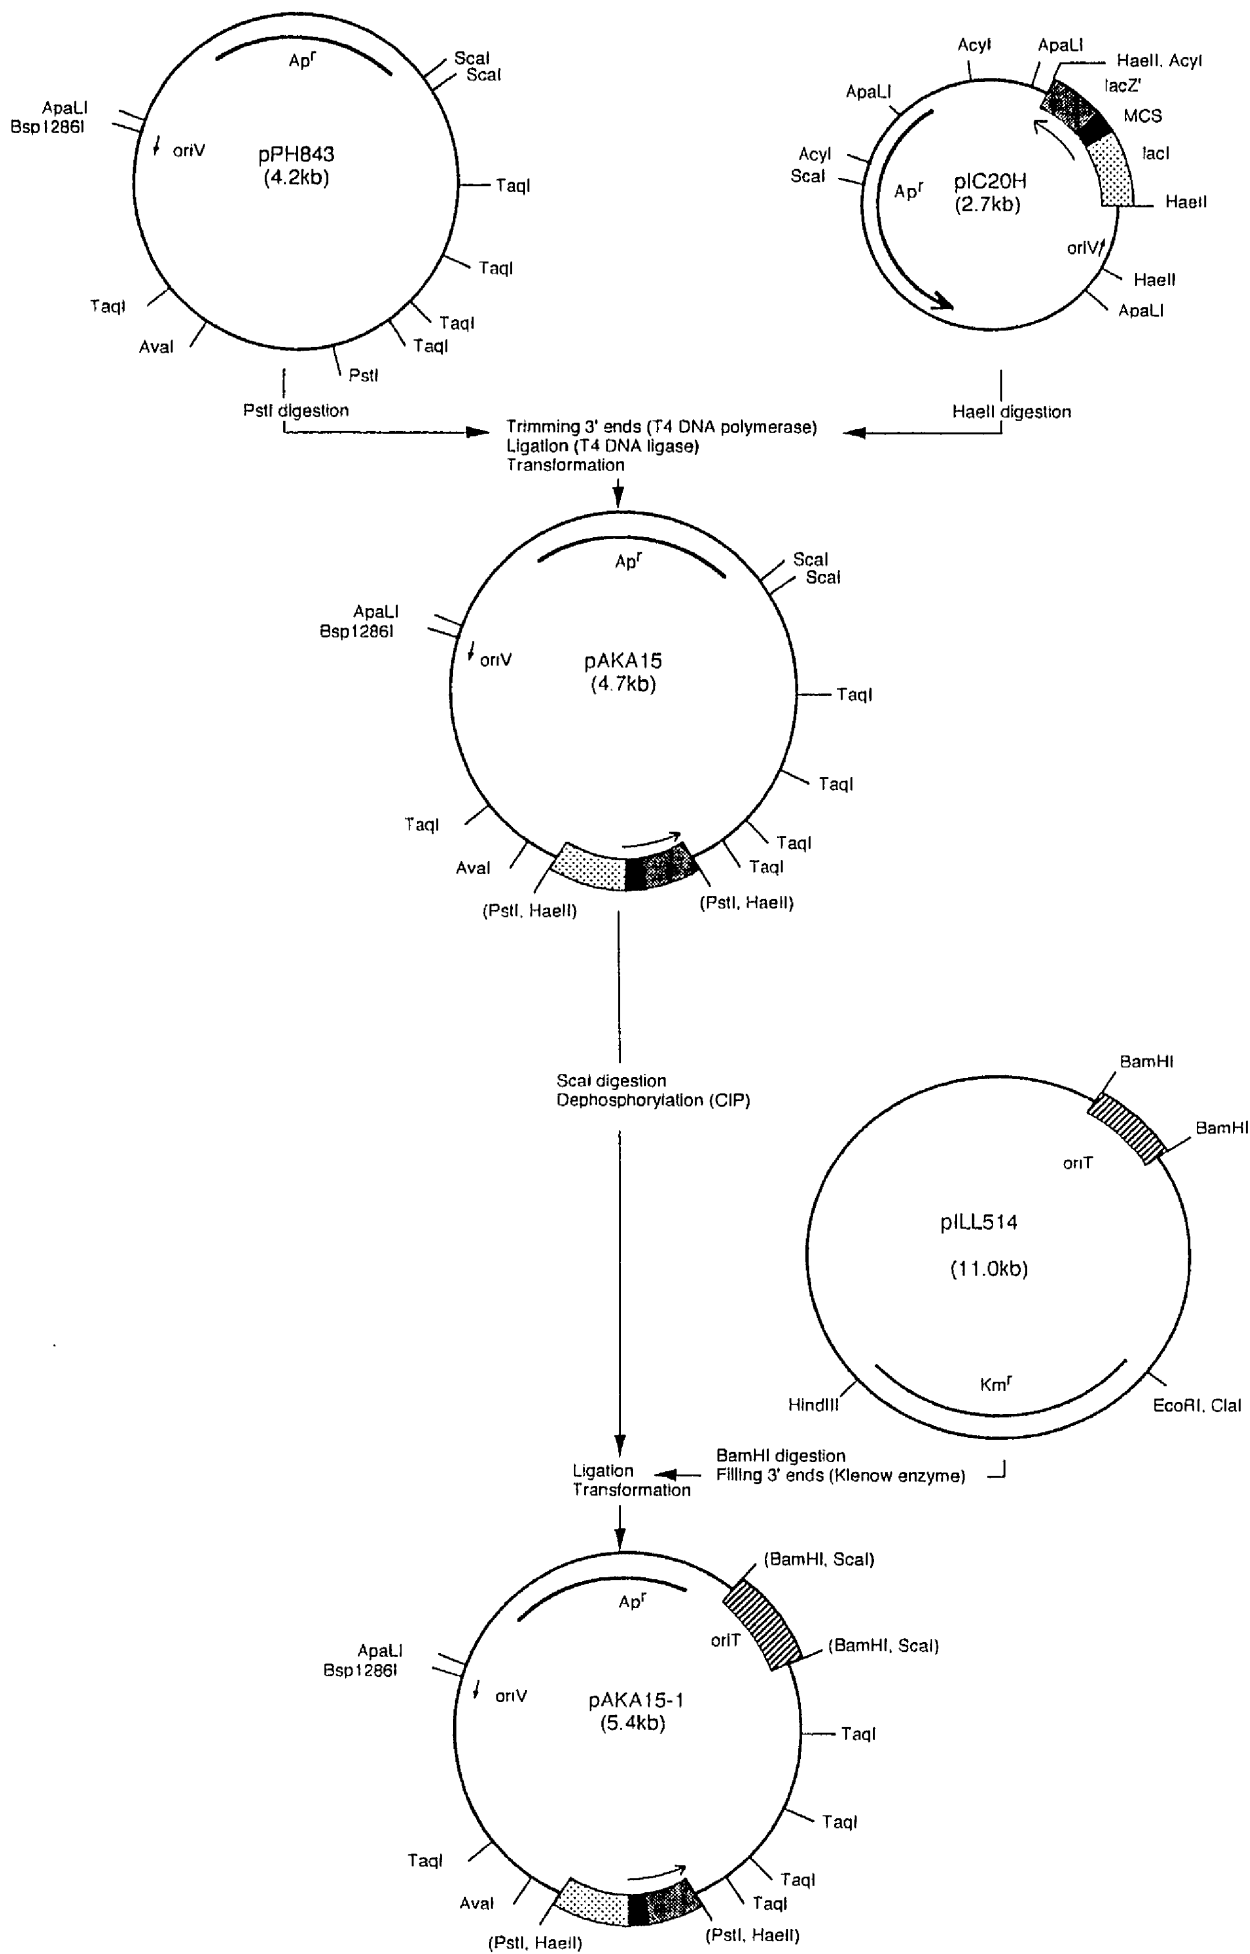 Apr
ScaI
ScaI
ApaLI
Bsp1286I
oriV
pPH843
(4.2kb)
TaqI
TaqI
TaqI
TaqI
TaqI
AvaI
PstI
AcyI
ApaLI
HaeII, AcyI
lacZ'
MCS
lacI
ApaLI
AcyI
ScaI
Apr
pIC20H
(2.7kb)
HaeII
oriV
HaeII
ApaLI
PstI digestion
HaeII digestion
Trimming 3' ends (T4 DNA polymerase)
Ligation (T4 DNA ligase)
Transformation
Apr
ScaI
ScaI
ApaLI
Bsp1286I
oriV
pAKA15
(4.7kb)
TaqI
TaqI
TaqI
TaqI
TaqI
AvaI
(PstI, HaeII)
(PstI, HaeII)
ScaI digestion
Dephosphorylation (CIP)
BamHI
BamHI
oriT
pILL514
(11.0kb)
Kmr
HindIII
EcoRI, ClaI
BamHI digestion
Filling 3' ends (Klenow enzyme)
Ligation
Transformation
(BamHI, ScaI)
Apr
oriT
(BamHI, ScaI)
ApaLI
Bsp1286I
oriV
pAKA15-1
(5.4kb)
TaqI
TaqI
TaqI
TaqI
TaqI
AvaI
(PstI, HaeII)
(PstI, HaeII)